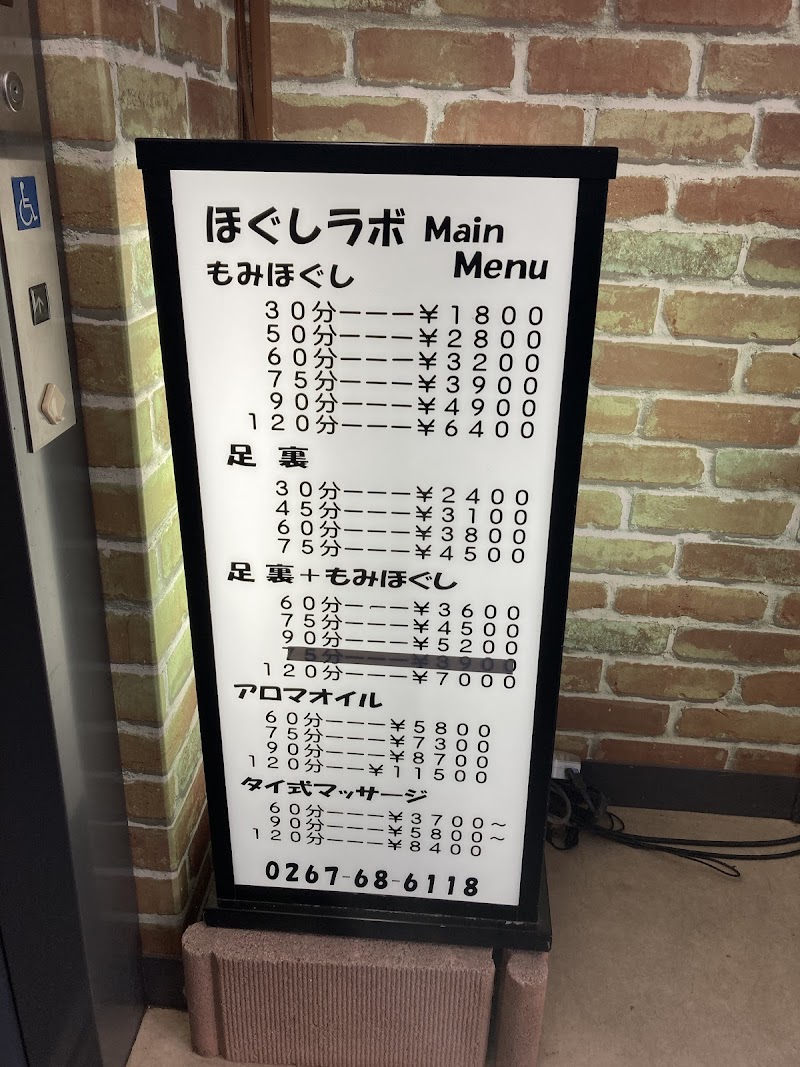 ほぐしラボ Main
Menu
もみほぐし
30分ーーー¥1800
50分ーーー¥2800
60分ーーー¥3200
75分ーーー¥3900
90分ーーー¥4900
120分ーーー¥6400
足裏
30分ーーー¥2400
45分ーーー¥3100
60分ーーー¥3800
75分ーーー¥4500
足裏+もみほぐし
60分ーーー¥3600
75分ーーー¥4500
90分ーーー¥5200
75分ーーー¥3900
120分ーーー¥7000
アロマオイル
60分ーーー¥5800
75分ーーー¥7300
90分ーーー¥8700
120分ーー¥11500
タイ式マッサージ
60分ーーー¥3700～
90分ーーー¥5800～
120分ーーー¥8400
0267-68-6118